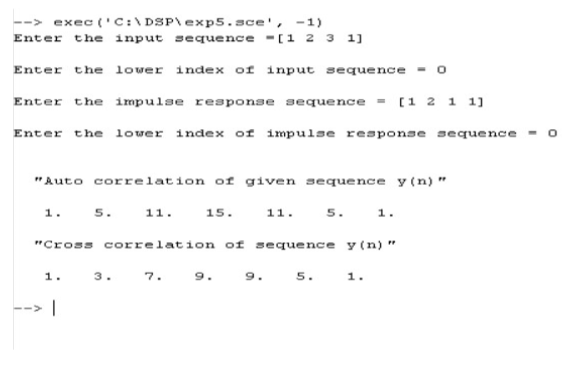 --> exec('C:\DSP\exp5.sce', -1)
Enter the input sequence =[1 2 3 1]
Enter the lower index of input sequence = 0
Enter the impulse response sequence = [1 2 1 1]
Enter the lower index of impulse response sequence = 0
"Auto correlation of given sequence y(n)"
1. 5. 11. 15. 11. 5. 1.
"Cross correlation of sequence y(n)"
1. 3. 7. 9. 9. 5. 1.
-->